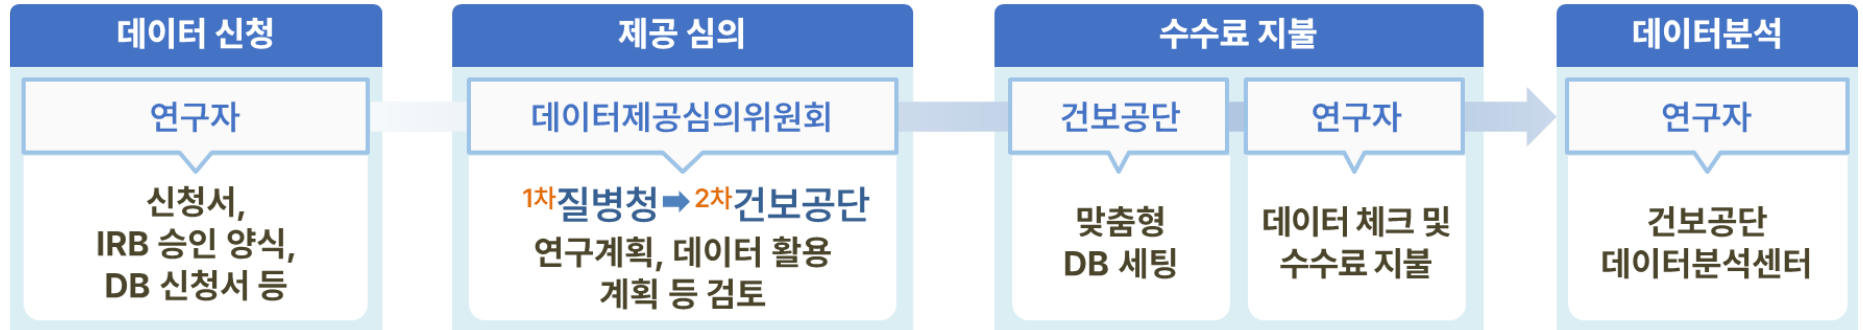 데이터 신청
연구자
신청서,
IRB 승인 양식,
DB 신청서 등
제공 심의
데이터제공심의위원회
1차질병청➡2차건보공단
연구계획, 데이터 활용
계획 등 검토
수수료 지불
건보공단
맞춤형
DB 세팅
연구자
데이터 체크 및
수수료 지불
데이터분석
연구자
건보공단
데이터분석센터